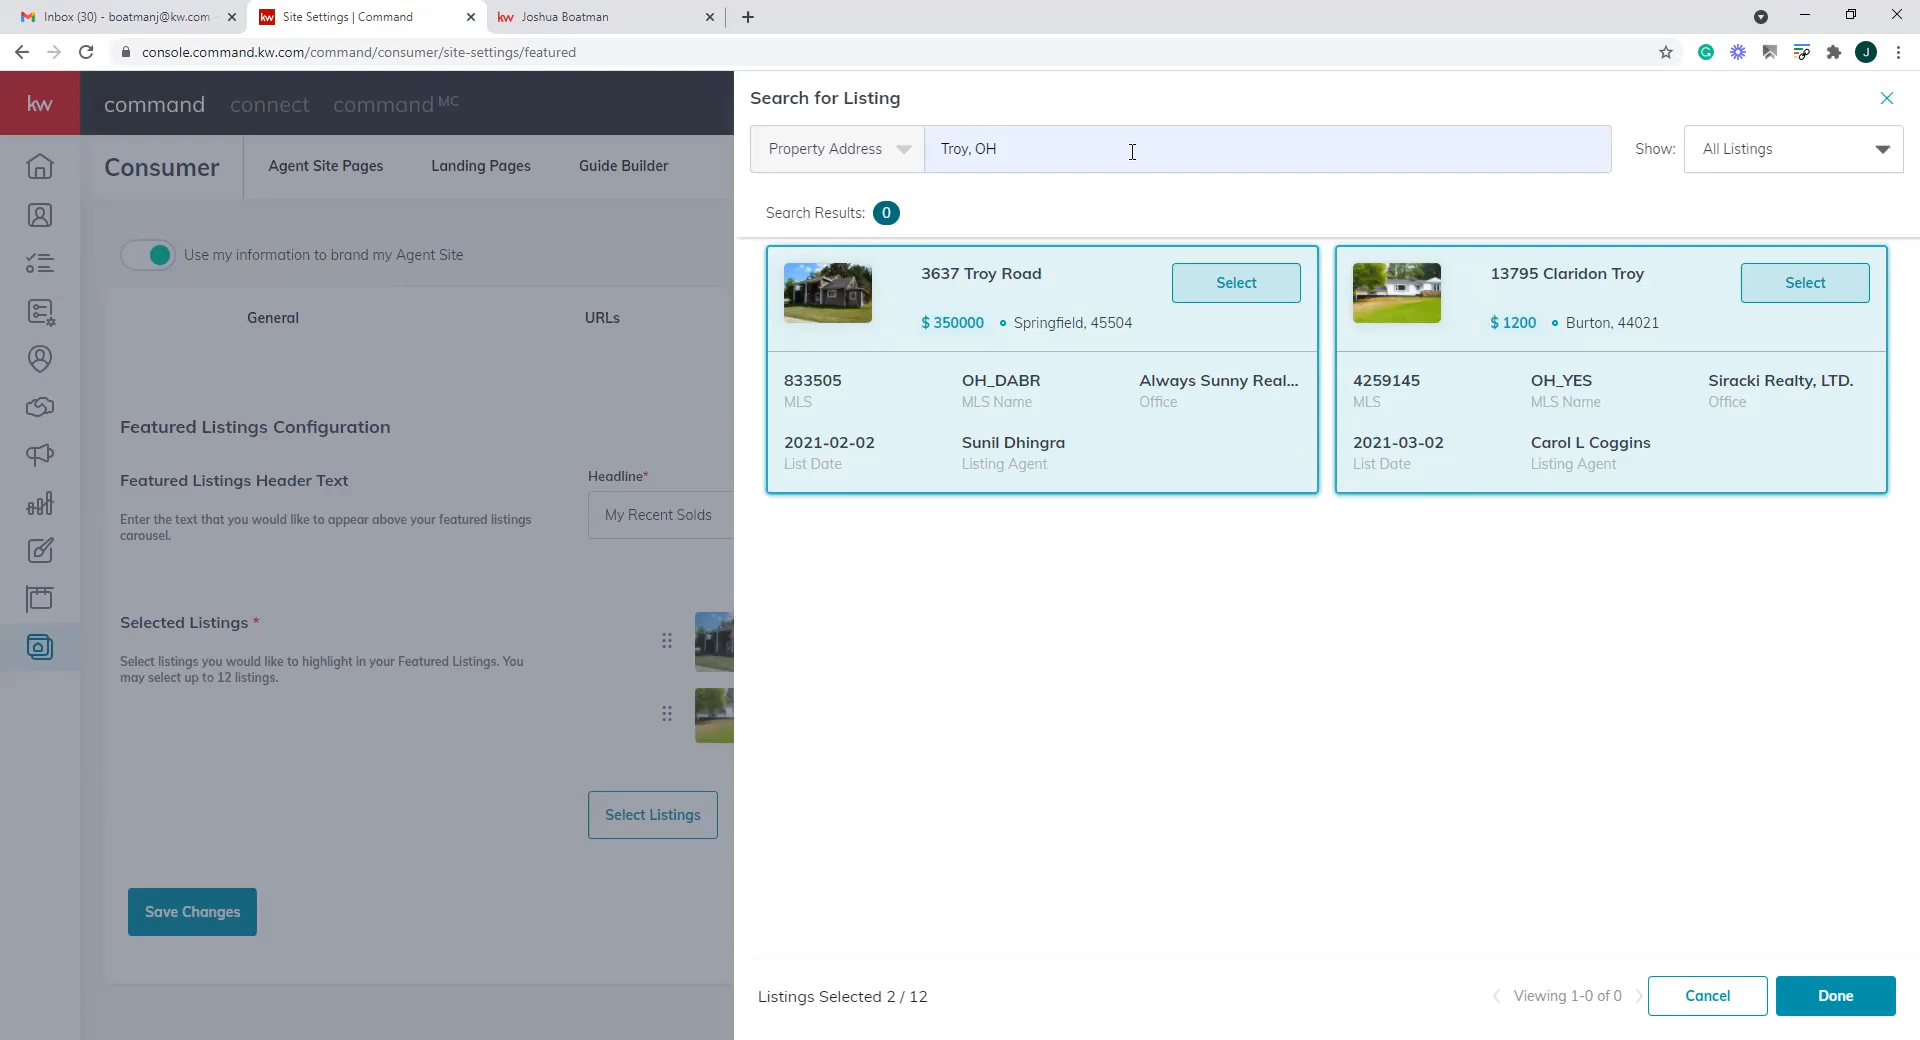 Inbox (30) - boatmanj@kw.com
Site Settings | Command
Joshua Boatman
console.command.kw.com/command/consumer/site-settings/featured
J
kw
command connect command MC
Consumer
Agent Site Pages
Landing Pages
Guide Builder
Use my information to brand my Agent Site
General
URLs
Featured Listings Configuration
Featured Listings Header Text
Enter the text that you would like to appear above your featured listings
carousel.
Headline*
My Recent Solds
Selected Listings *
Select listings you would like to highlight in your Featured Listings. You
may select up to 12 listings.
Select Listings
Save Changes
Search for Listing
Property Address
Troy, OH
Show:
All Listings
Search Results: 0
3637 Troy Road
Select
$ 350000
Springfield, 45504
833505
OH_DABR
Always Sunny Real...
MLS
MLS Name
Office
2021-02-02
Sunil Dhingra
List Date
Listing Agent
13795 Claridon Troy
Select
$ 1200
Burton, 44021
4259145
OH_YES
Siracki Realty, LTD.
MLS
MLS Name
Office
2021-03-02
Carol L Coggins
List Date
Listing Agent
Listings Selected 2 / 12
Viewing 1-0 of 0
Cancel
Done